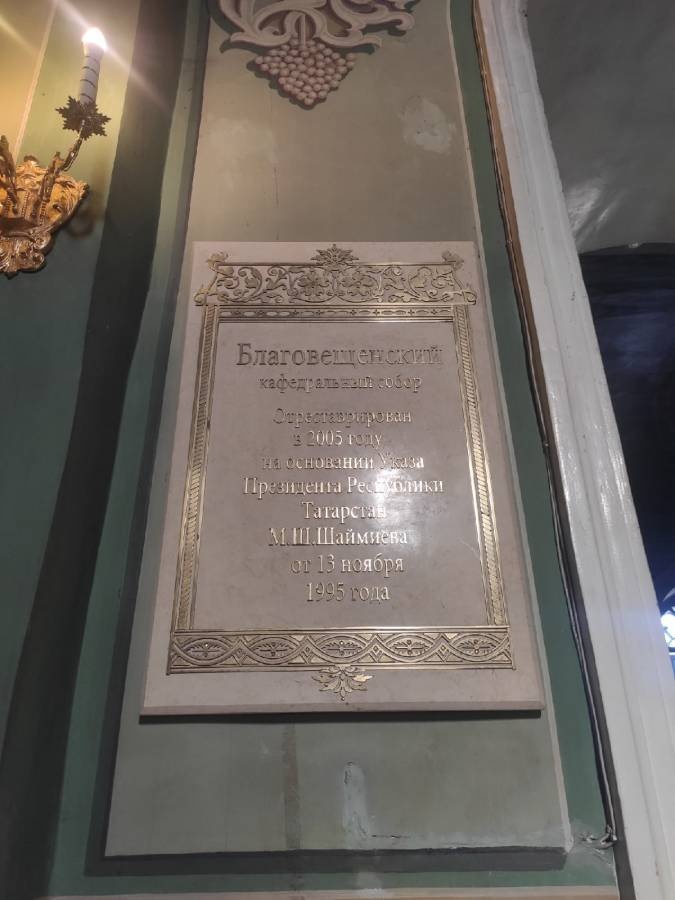 Благовещенский
кафедральный собор
Отреставрирован
в 2005 году
на основании Указа
Президента Республики
Татарстан
М.Ш.Шаймиева
от 13 ноября
1995 года